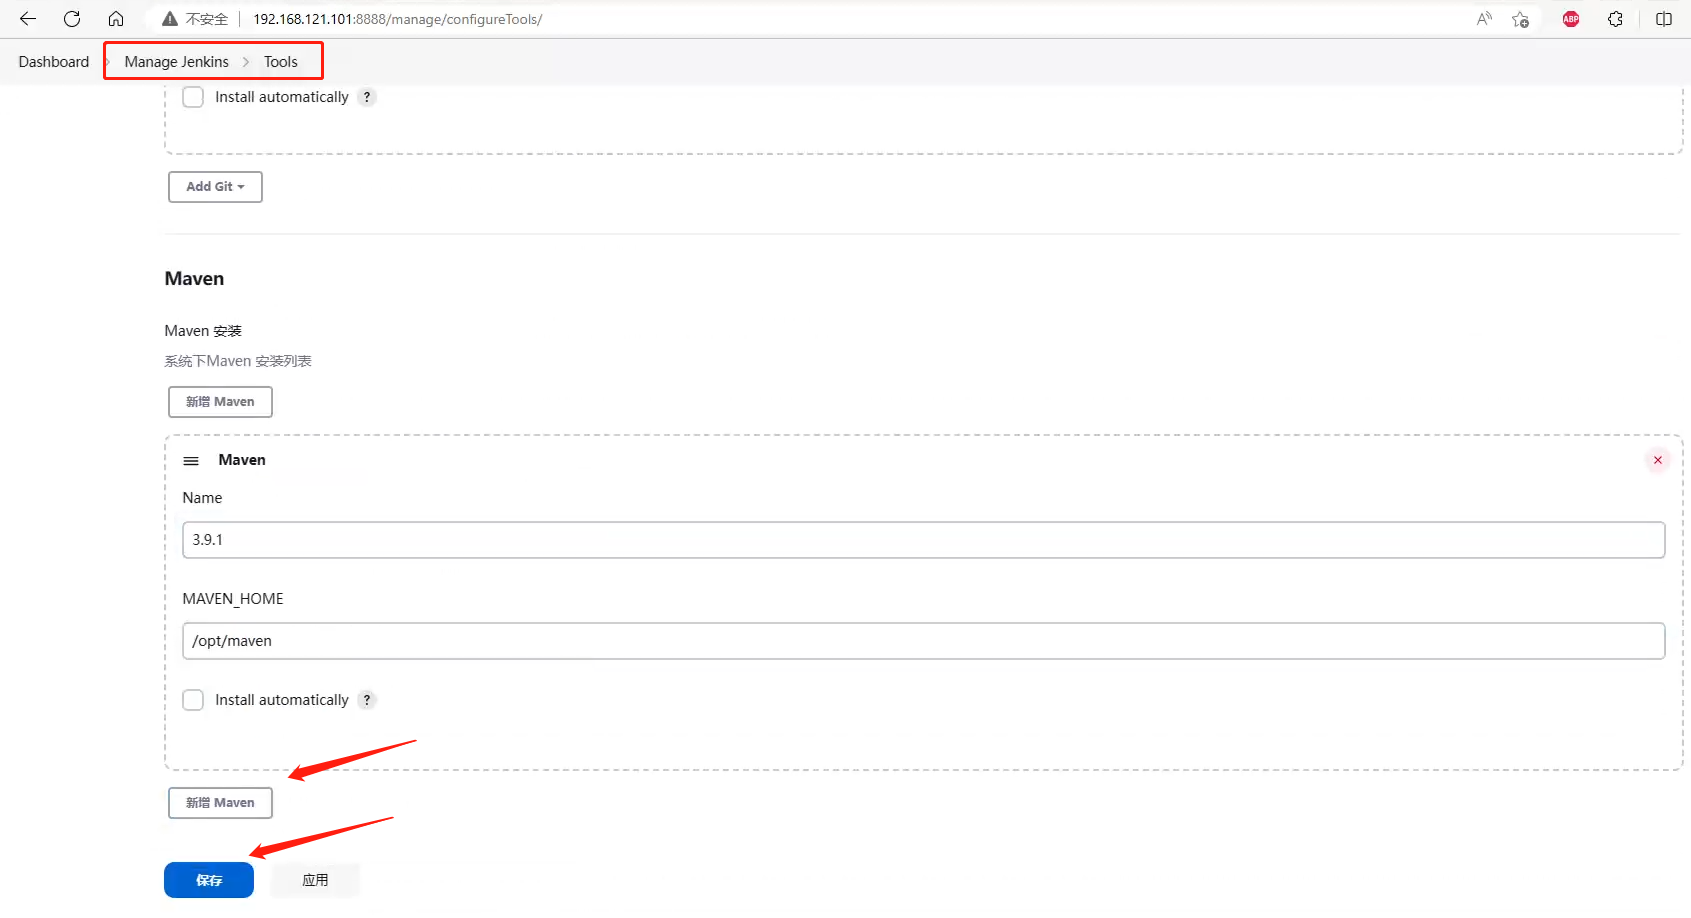 不安全 192.168.121.101:8888/manage/configureTools/
ABP
Dashboard Manage Jenkins Tools
Install automatically ?
Add Git
Maven
Maven 安装
系统下Maven 安装列表
新增 Maven
Maven
Name
3.9.1
MAVEN_HOME
/opt/maven
Install automatically ?
新增 Maven
保存 应用